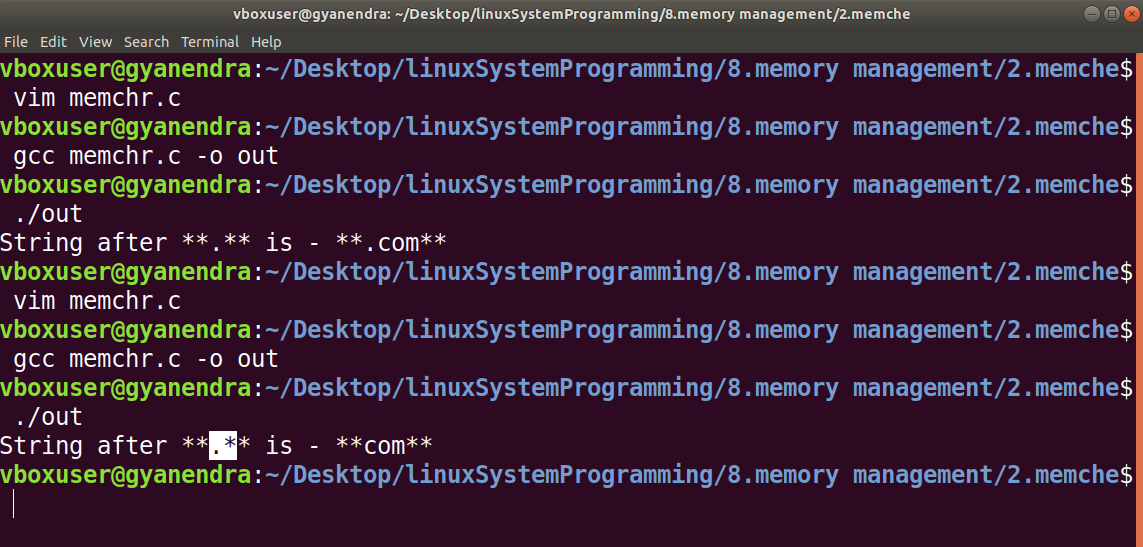 vboxuser@gyanendra: ~/Desktop/linuxSystemProgramming/8.memory management/2.memche
File Edit View Search Terminal Help
vboxuser@gyanendra:~/Desktop/linuxSystemProgramming/8.memory management/2.memche$
vim memchr.c
vboxuser@gyanendra:~/Desktop/linuxSystemProgramming/8.memory management/2.memche$
gcc memchr.c -o out
vboxuser@gyanendra:~/Desktop/linuxSystemProgramming/8.memory management/2.memche$
./out
String after **.** is - **.com**
vboxuser@gyanendra:~/Desktop/linuxSystemProgramming/8.memory management/2.memche$
vim memchr.c
vboxuser@gyanendra:~/Desktop/linuxSystemProgramming/8.memory management/2.memche$
gcc memchr.c -o out
vboxuser@gyanendra:~/Desktop/linuxSystemProgramming/8.memory management/2.memche$
./out
String after **.** is - **com**
vboxuser@gyanendra:~/Desktop/linuxSystemProgramming/8.memory management/2.memche$